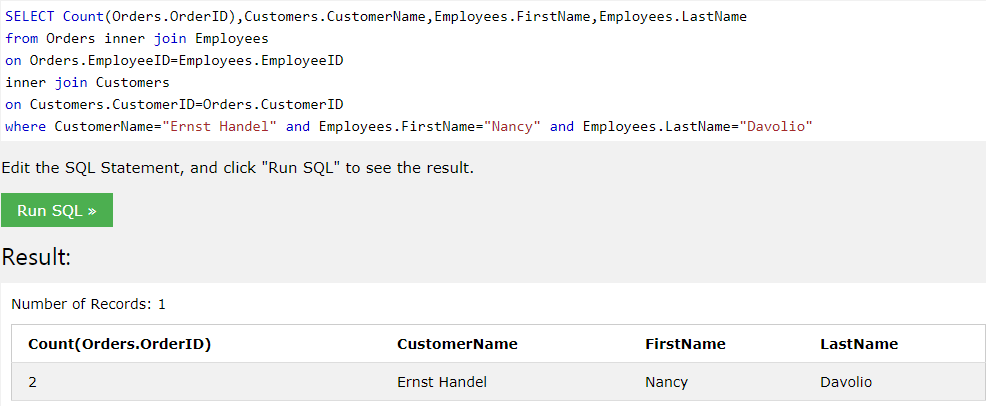 SELECT Count(Orders.OrderID),Customers.CustomerName,Employees.FirstName,Employees.LastName
from Orders inner join Employees
on Orders.EmployeeID=Employees.EmployeeID
inner join Customers
on Customers.CustomerID=Orders.CustomerID
where CustomerName="Ernst Handel" and Employees.FirstName="Nancy" and Employees.LastName="Davolio"
Edit the SQL Statement, and click "Run SQL" to see the result.
Run SQL »
Result:
Number of Records: 1
Count(Orders.OrderID) CustomerName FirstName LastName
2 Ernst Handel Nancy Davolio